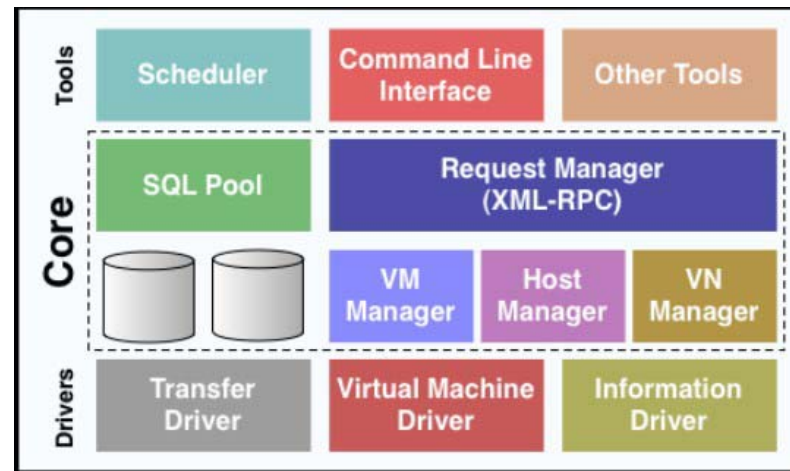 Tools
Scheduler
Command Line
Interface
Other Tools
Core
SQL Pool
Request Manager
(XML-RPC)
VM
Manager
Host
Manager
VN
Manager
Drivers
Transfer
Driver
Virtual Machine
Driver
Information
Driver